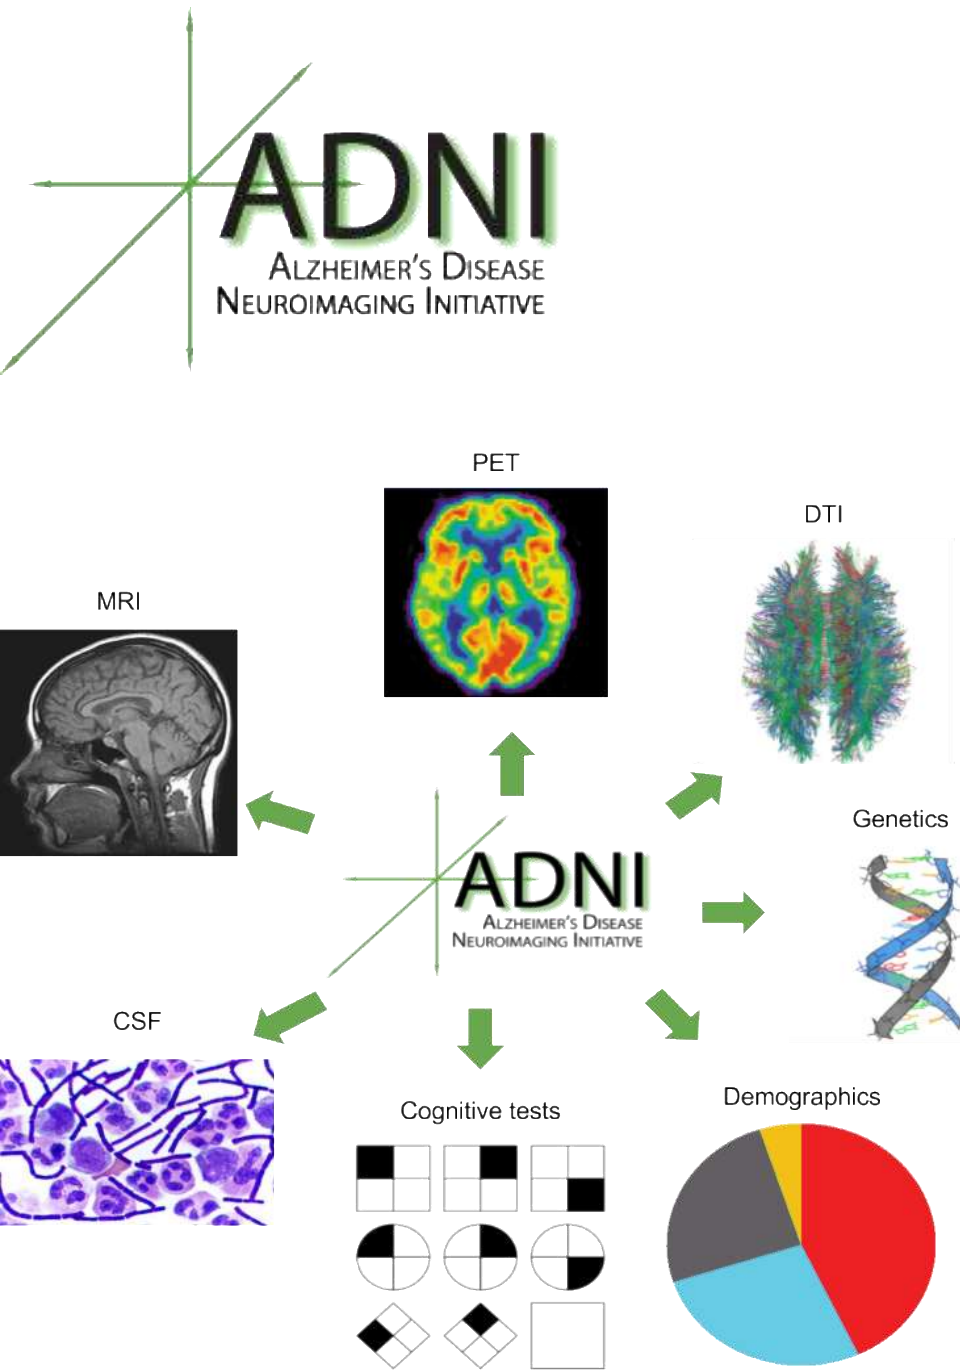 ADNI
ALZHEIMER'S DISEASE
NEUROIMAGING INITIATIVE
PET
DTI
MRI
Genetics
ADNI
ALZHEIMER'S DISEASE
NEUROIMAGING INITIATIVE
CSF
Cognitive tests
Demographics